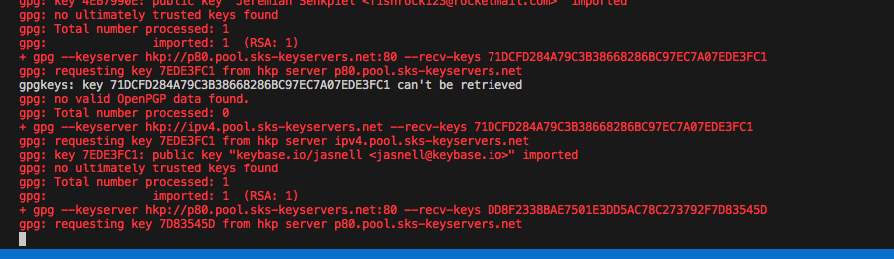 gpg: key 4EB7990E: public key "Jeremiah Senkpiel <fishrock123@rocketmail.com>" imported
gpg: no ultimately trusted keys found
gpg: Total number processed: 1
gpg:               imported: 1  (RSA: 1)
+ gpg --keyserver hkp://p80.pool.sks-keyservers.net:80 --recv-keys 71DCFD284A79C3B38668286BC97EC7A07EDE3FC1
gpg: requesting key 7EDE3FC1 from hkp server p80.pool.sks-keyservers.net
gpgkeys: key 71DCFD284A79C3B38668286BC97EC7A07EDE3FC1 can't be retrieved
gpg: no valid OpenPGP data found.
gpg: Total number processed: 0
+ gpg --keyserver hkp://ipv4.pool.sks-keyservers.net --recv-keys 71DCFD284A79C3B38668286BC97EC7A07EDE3FC1
gpg: requesting key 7EDE3FC1 from hkp server ipv4.pool.sks-keyservers.net
gpg: key 7EDE3FC1: public key "keybase.io/jasnell <jasnell@keybase.io>" imported
gpg: no ultimately trusted keys found
gpg: Total number processed: 1
gpg:               imported: 1  (RSA: 1)
+ gpg --keyserver hkp://p80.pool.sks-keyservers.net:80 --recv-keys DD8F2338BAE7501E3DD5AC78C273792F7D83545D
gpg: requesting key 7D83545D from hkp server p80.pool.sks-keyservers.net